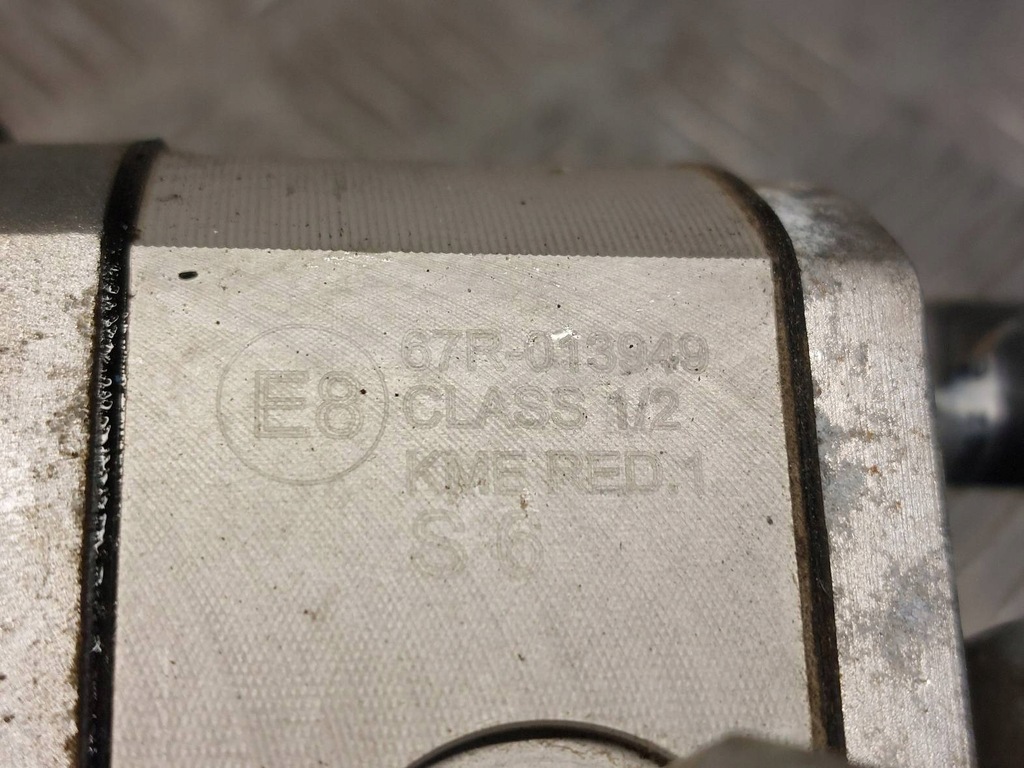 E8
67R-013949
CLASS 1/2
KME RED.1
S 6